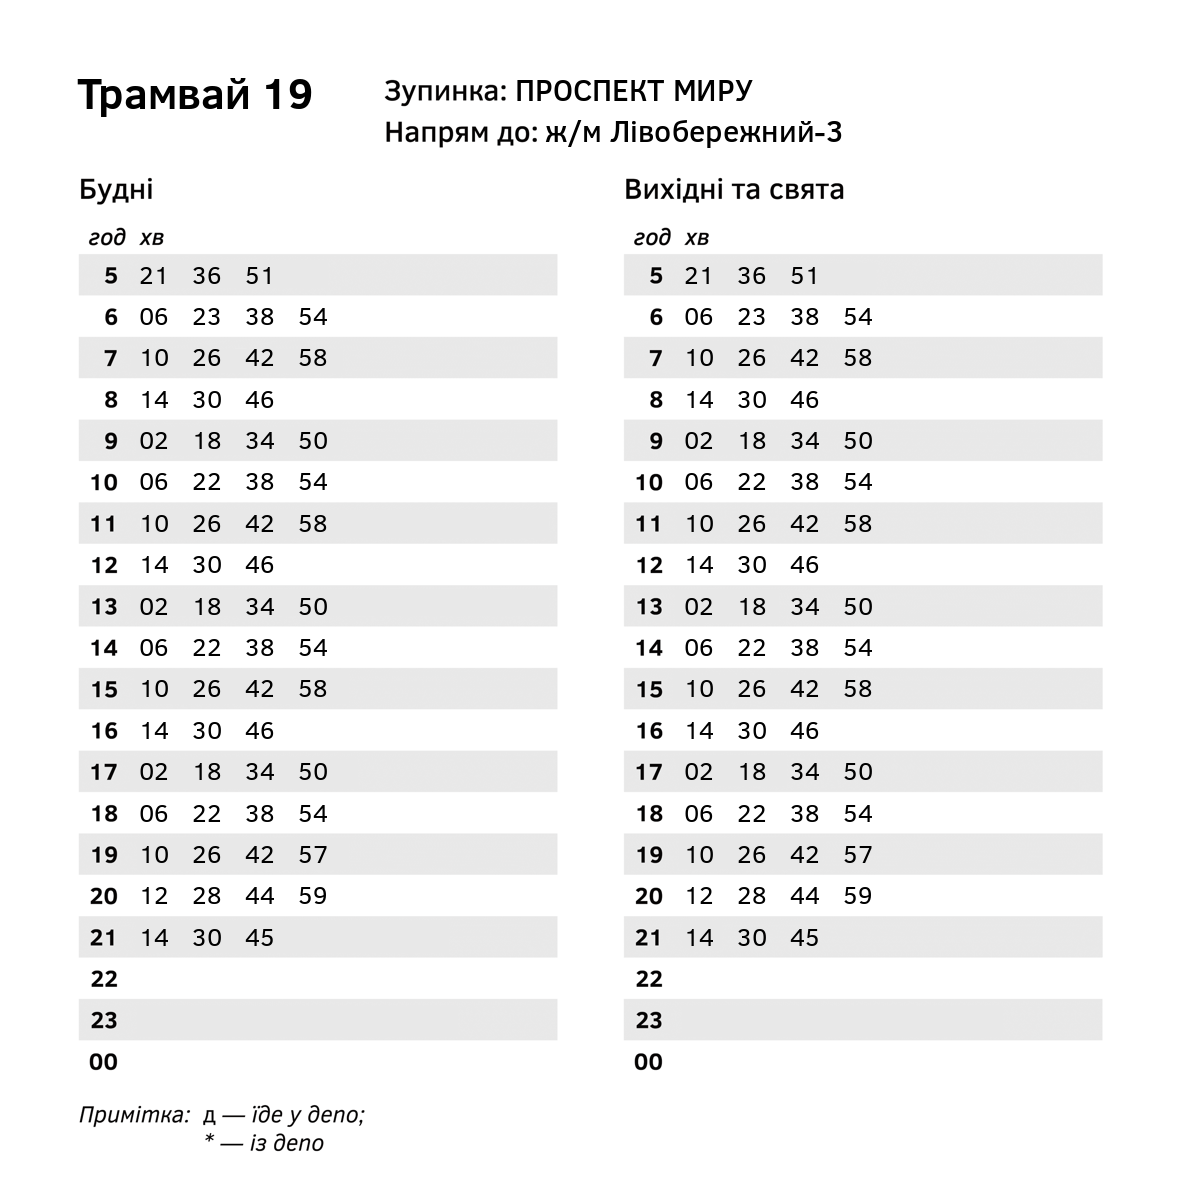 Трамвай 19
Зупинка: ПРОСПЕКТ МИРУ
Напрям до: ж/м Лівобережний-3
Будні
год хв
5 21 36 51
6 06 23 38 54
7 10 26 42 58
8 14 30 46
9 02 18 34 50
10 06 22 38 54
11 10 26 42 58
12 14 30 46
13 02 18 34 50
14 06 22 38 54
15 10 26 42 58
16 14 30 46
17 02 18 34 50
18 06 22 38 54
19 10 26 42 57
20 12 28 44 59
21 14 30 45
22
23
00
Вихідні та свята
год хв
5 21 36 51
6 06 23 38 54
7 10 26 42 58
8 14 30 46
9 02 18 34 50
10 06 22 38 54
11 10 26 42 58
12 14 30 46
13 02 18 34 50
14 06 22 38 54
15 10 26 42 58
16 14 30 46
17 02 18 34 50
18 06 22 38 54
19 10 26 42 57
20 12 28 44 59
21 14 30 45
22
23
00
Примітка: д — їде у депо;
* — із депо